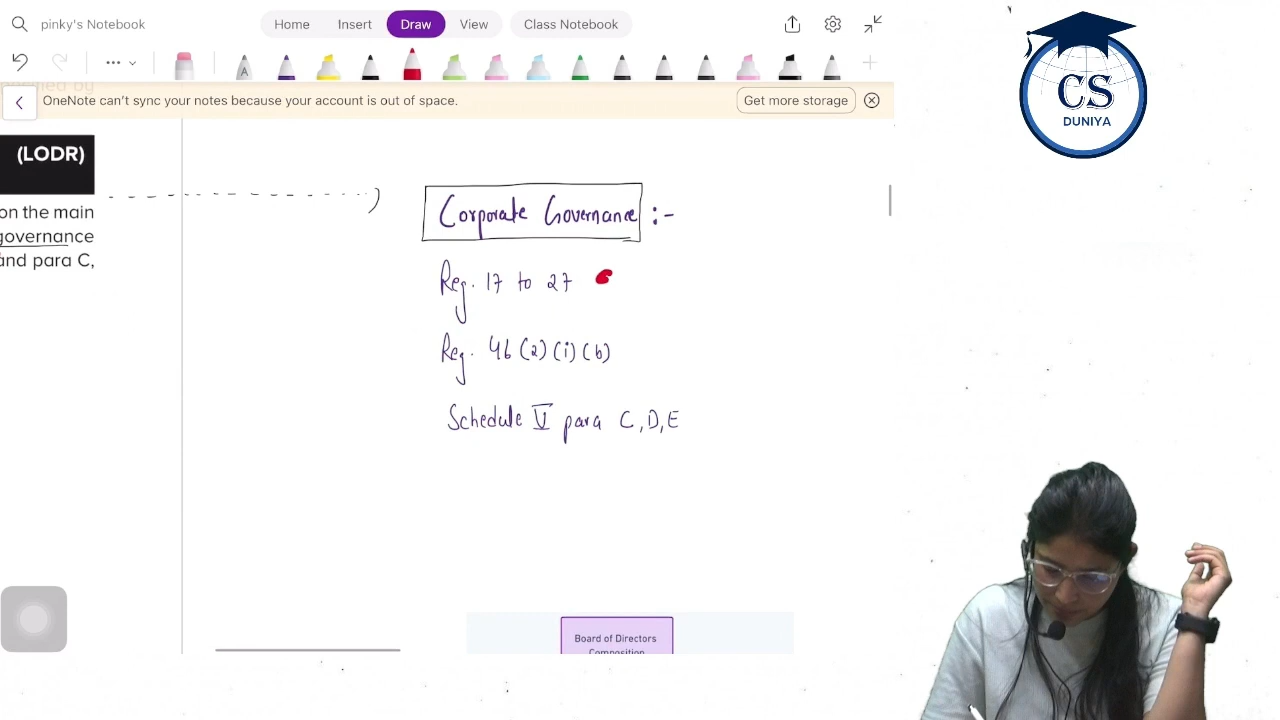 pinky's Notebook
Home Insert Draw View Class Notebook
A
OneNote can't sync your notes because your account is out of space.
Get more storage
(LODR)
on the main
governance
and para C,
Corporate Governance :-
Reg. 17 to 27
Reg. 46 (2) (i) (b)
Schedule V para C, D, E
Board of Directors
Composition
CS
DUNIYA